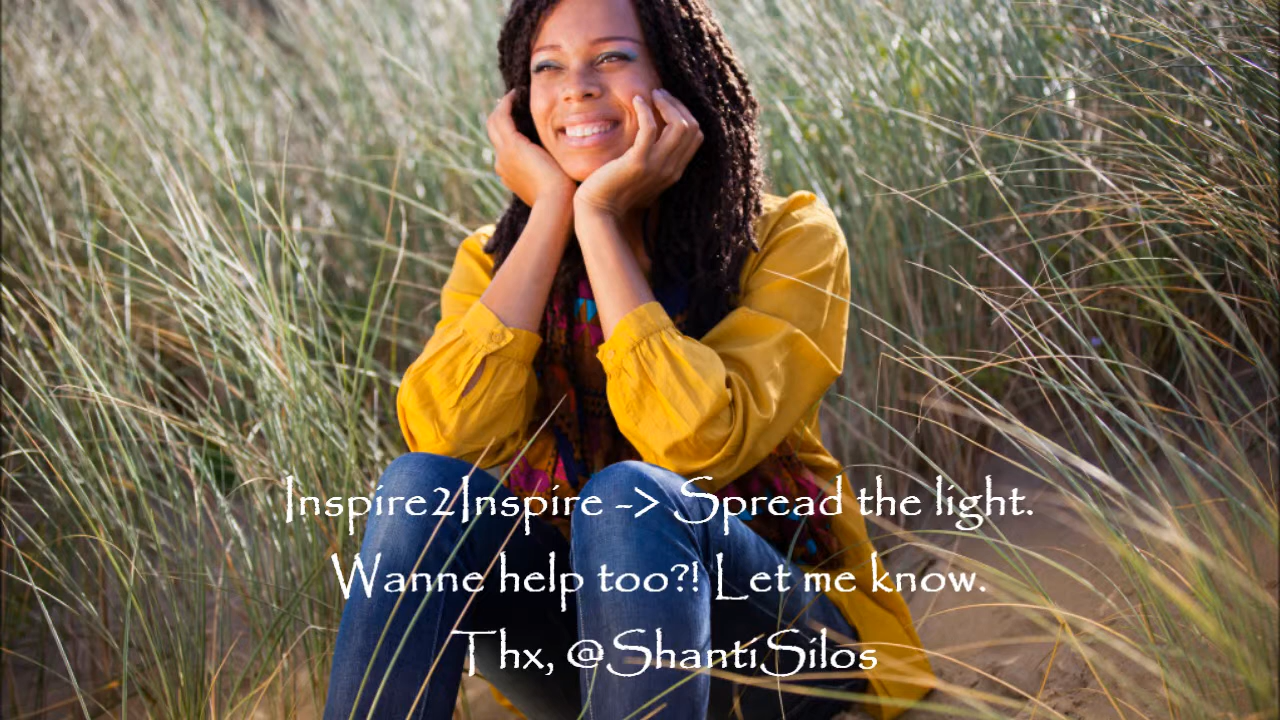 Inspire2Inspire -> Spread the light.
Wanne help too?! Let me know.
Thx, @ShantiSilos